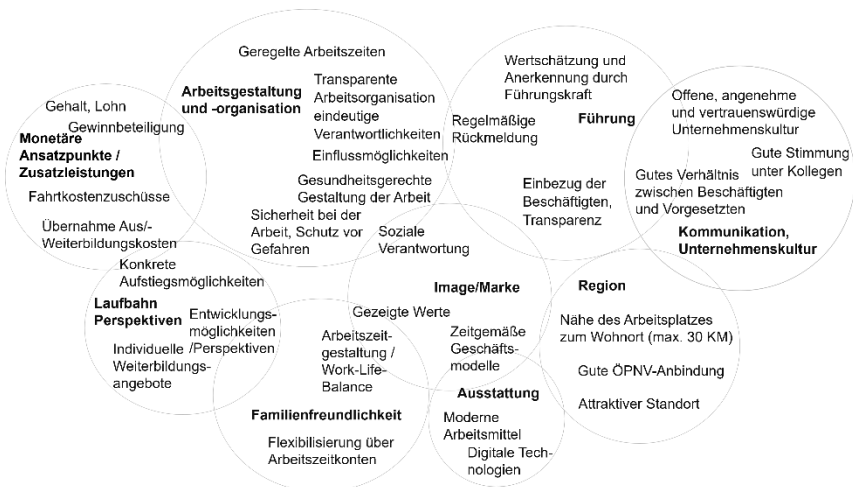 Geregelte Arbeitszeiten
Arbeitsgestaltung
und -organisation
Transparente
Arbeitsorganisation
eindeutige
Verantwortlichkeiten
Einflussmöglichkeiten
Gesundheitsgerechte
Gestaltung der Arbeit
Sicherheit bei der
Arbeit, Schutz vor
Gefahren
Gehalt, Lohn
Gewinnbeteiligung
Monetäre
Ansatzpunkte /
Zusatzleistungen
Fahrtkostenzuschüsse
Übernahme Aus/-
Weiterbildungskosten
Wertschätzung und
Anerkennung durch
Führungskraft
Regelmäßige
Rückmeldung
Führung
Einbezug der
Beschäftigten,
Transparenz
Offene, angenehme
und vertrauenswürdige
Unternehmenskultur
Gute Stimmung
unter Kollegen
Gutes Verhältnis
zwischen Beschäftigten
und Vorgesetzten
Kommunikation,
Unternehmenskultur
Konkrete
Aufstiegsmöglichkeiten
Laufbahn
Perspektiven
Entwicklungs-
möglichkeiten
/Perspektiven
Individuelle
Weiterbildungs-
angebote
Soziale
Verantwortung
Image/Marke
Gezeigte Werte
Zeitgemäße
Geschäfts-
modelle
Region
Nähe des Arbeitsplatzes
zum Wohnort (max. 30 KM)
Gute ÖPNV-Anbindung
Attraktiver Standort
Arbeitszeit-
gestaltung /
Work-Life-
Balance
Familienfreundlichkeit
Flexibilisierung über
Arbeitszeitkonten
Ausstattung
Moderne
Arbeitsmittel
Digitale Tech-
nologien